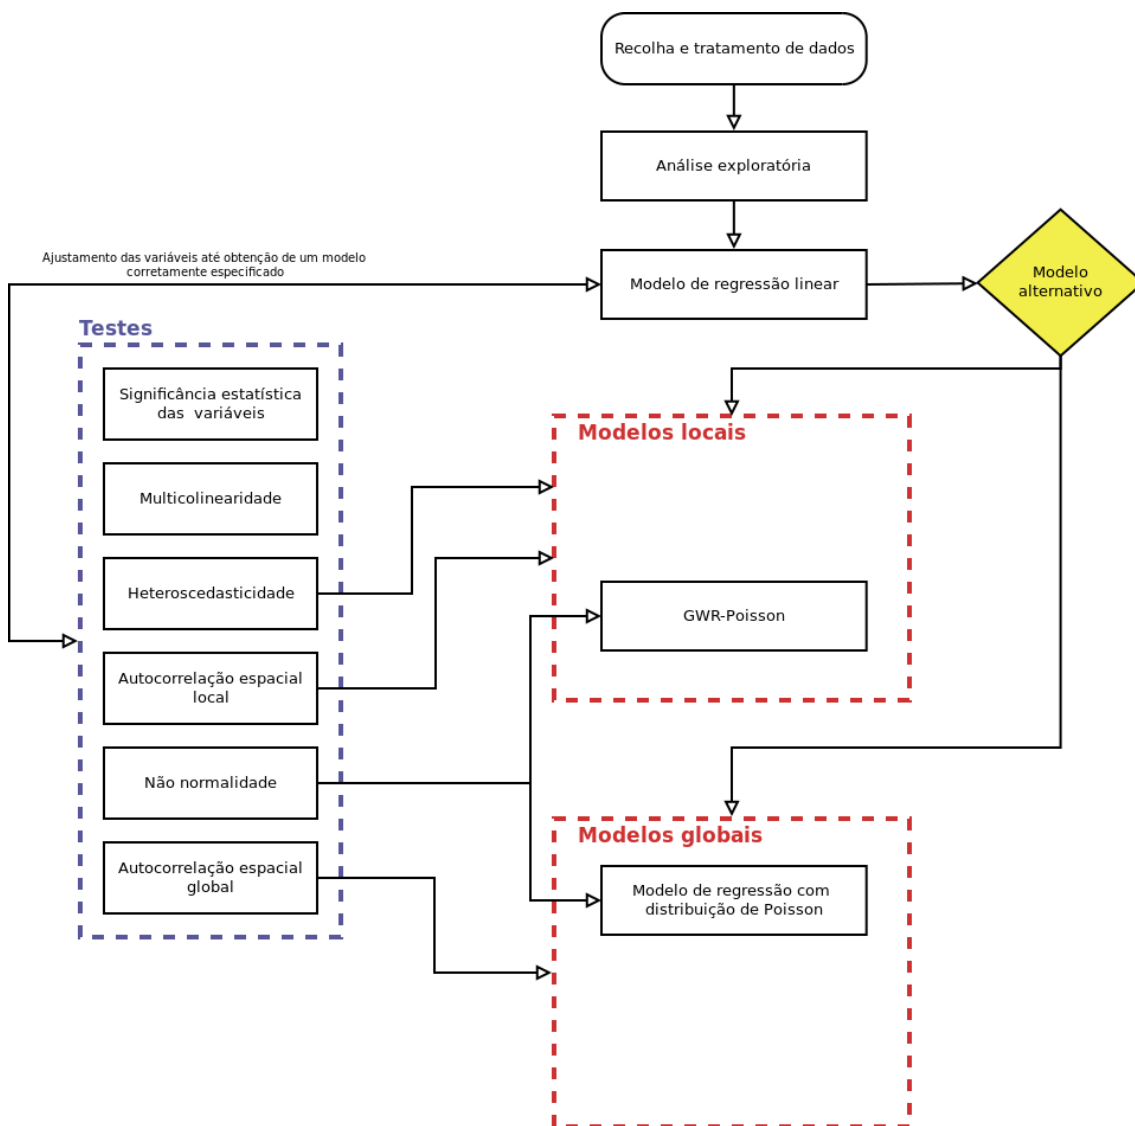 Recolha e tratamento de dados
Análise exploratória
Ajustamento das variáveis até obtenção de um modelo
corretamente especificado
Modelo de regressão linear
Modelo
alternativo
Testes
Significância estatística
das variáveis
Multicolinearidade
Heteroscedasticidade
Autocorrelação espacial
local
Não normalidade
Autocorrelação espacial
global
Modelos locais
GWR-Poisson
Modelos globais
Modelo de regressão com
distribuição de Poisson